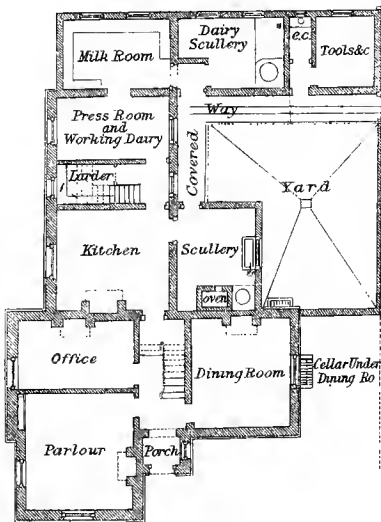 Milk Room
Dairy
Scullery
e.c.
Tools &c
Way
Press Room
and
Working Dairy
Covered
Larder
Yard
Kitchen
Scullery
oven
Office
Dining Room
Cellar Under
Dining Ro
Parlour
Porch